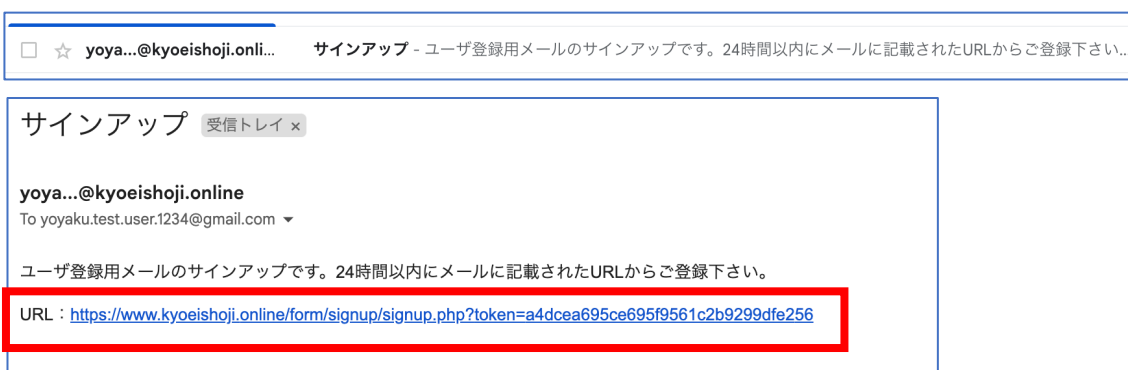 yoya...@kyoeishoji.onli... サインアップ - ユーザ登録用メールのサインアップです。24時間以内にメールに記載されたURLからご登録下さい...
サインアップ 受信トレイ ×
yoya...@kyoeishoji.online
To yoyaku.test.user.1234@gmail.com
ユーザ登録用メールのサインアップです。24時間以内にメールに記載されたURLからご登録下さい。
URL：https://www.kyoeishoji.online/form/signup/signup.php?token=a4dcea695ce695f9561c2b9299dfe256